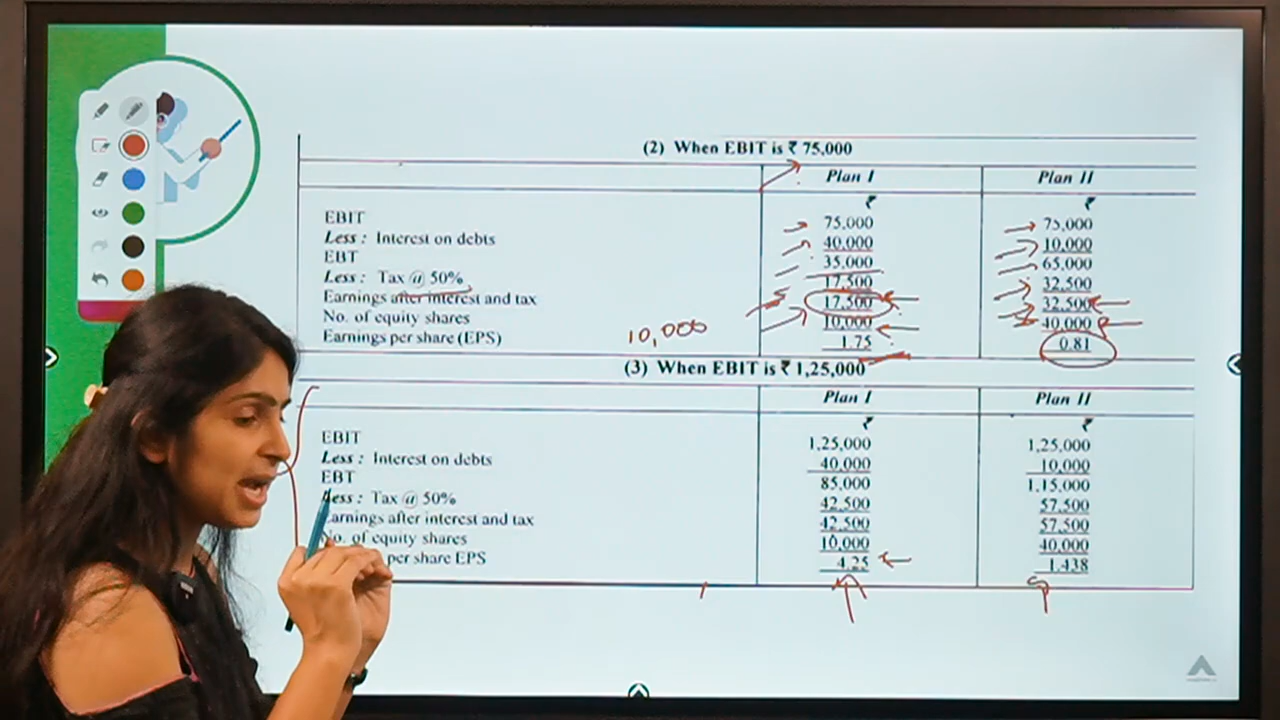 (2) When EBIT is ₹ 75,000
Plan I Plan II
₹ ₹
EBIT 75,000 75,000
Less : Interest on debts 40,000 10,000
EBT 35,000 65,000
Less : Tax @ 50% 17,500 32,500
Earnings after interest and tax 17,500 32,500
No. of equity shares 10,000 40,000
10,000
Earnings per share (EPS) 1.75 0.81
(3) When EBIT is ₹ 1,25,000
Plan I Plan II
₹ ₹
EBIT 1,25,000 1,25,000
Less : Interest on debts 40,000 10,000
EBT 85,000 1,15,000
Less : Tax @ 50% 42,500 57,500
Earnings after interest and tax 42,500 57,500
No. of equity shares 10,000 40,000
per share EPS 4.25 1.438